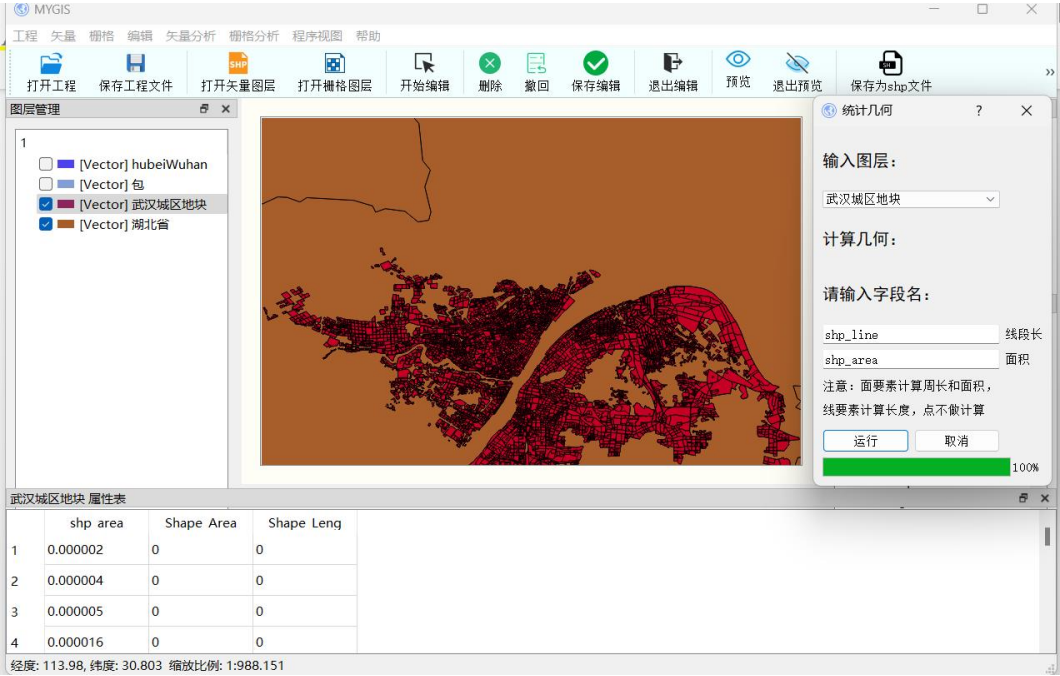 MYGIS
工程 矢量 栅格 编辑 矢量分析 栅格分析 程序视图 帮助
SHP
SH
打开工程 保存工程文件 打开矢量图层 打开栅格图层 开始编辑 删除 撤回 保存编辑 退出编辑 预览 退出预览 保存为shp文件 »
图层管理
1
[Vector] hubeiWuhan
[Vector] 包
[Vector] 武汉城区地块
[Vector] 湖北省
统计几何 ?
输入图层：
武汉城区地块
计算几何：
请输入字段名：
shp_line 线段长
shp_area 面积
注意：面要素计算周长和面积，
线要素计算长度，点不做计算
运行 取消
100%
武汉城区地块 属性表
shp area Shape Area Shape Leng
1 0.000002 0 0
2 0.000004 0 0
3 0.000005 0 0
4 0.000016 0 0
经度: 113.98, 纬度: 30.803 缩放比例: 1:988.151